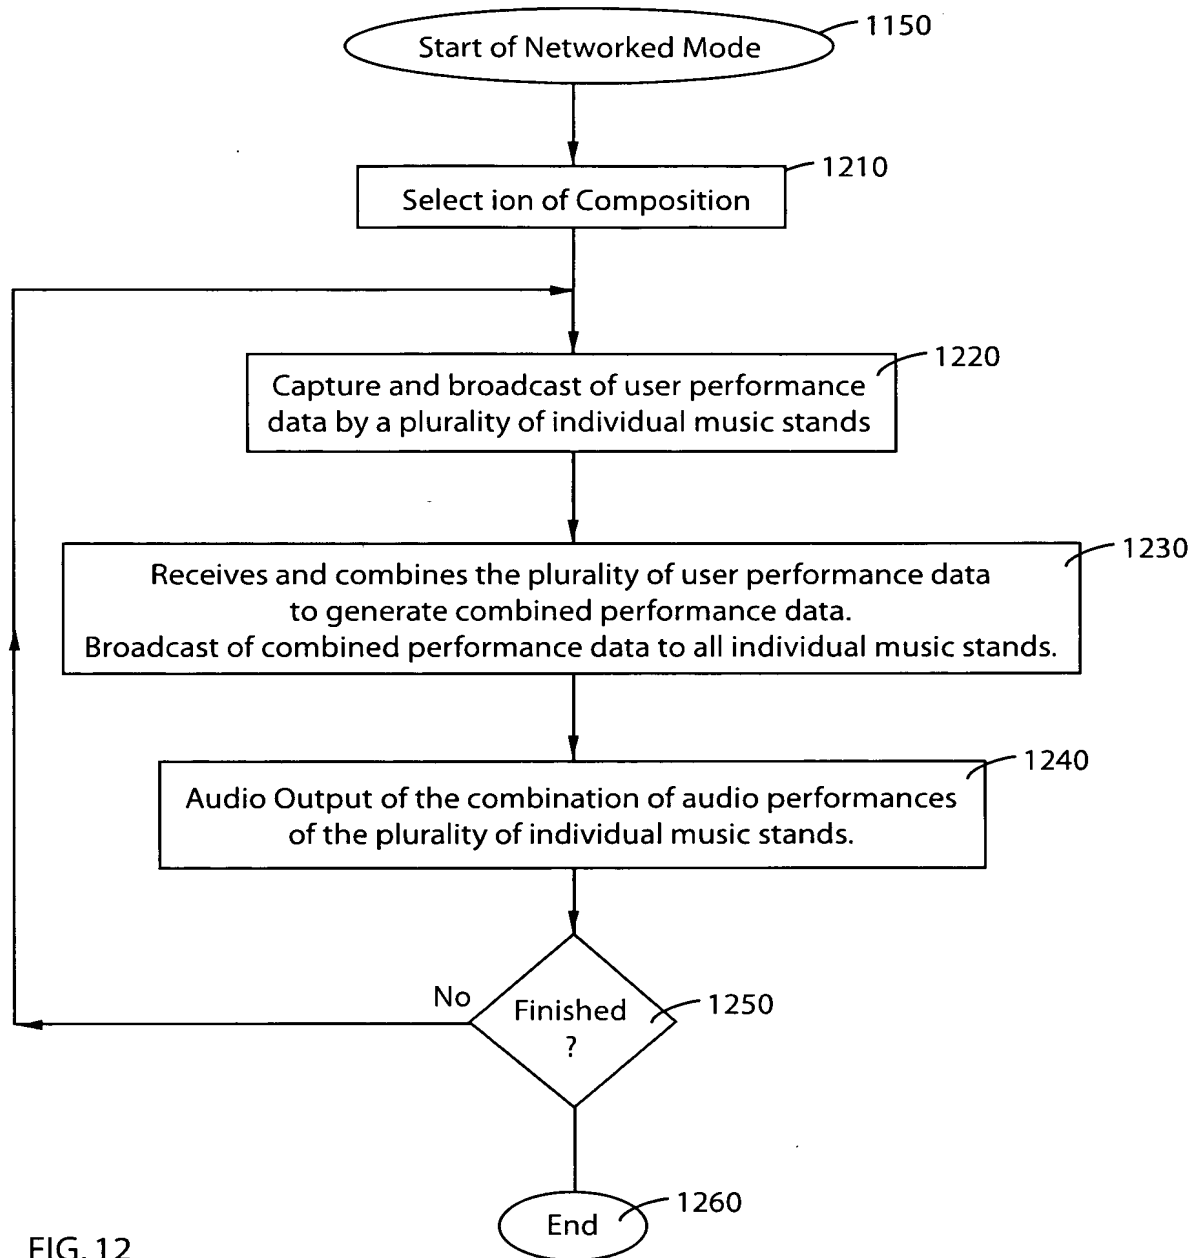 Start of Networked Mode
1150
Select ion of Composition
1210
Capture and broadcast of user performance
data by a plurality of individual music stands
1220
Receives and combines the plurality of user performance data
to generate combined performance data.
Broadcast of combined performance data to all individual music stands.
1230
Audio Output of the combination of audio performances
of the plurality of individual music stands.
1240
No
Finished
?
1250
End
1260
FIG. 12